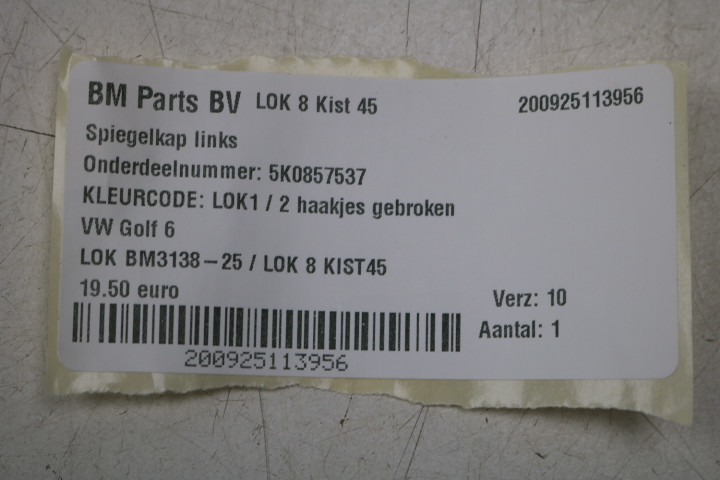 BM Parts BV LOK 8 Kist 45 200925113956
Spiegelkap links
Onderdeelnummer: 5K0857537
KLEURCODE: LOK1 / 2 haakjes gebroken
VW Golf 6
LOK BM3138-25 / LOK 8 KIST45
19.50 euro Verz: 10
Aantal: 1
200925113956